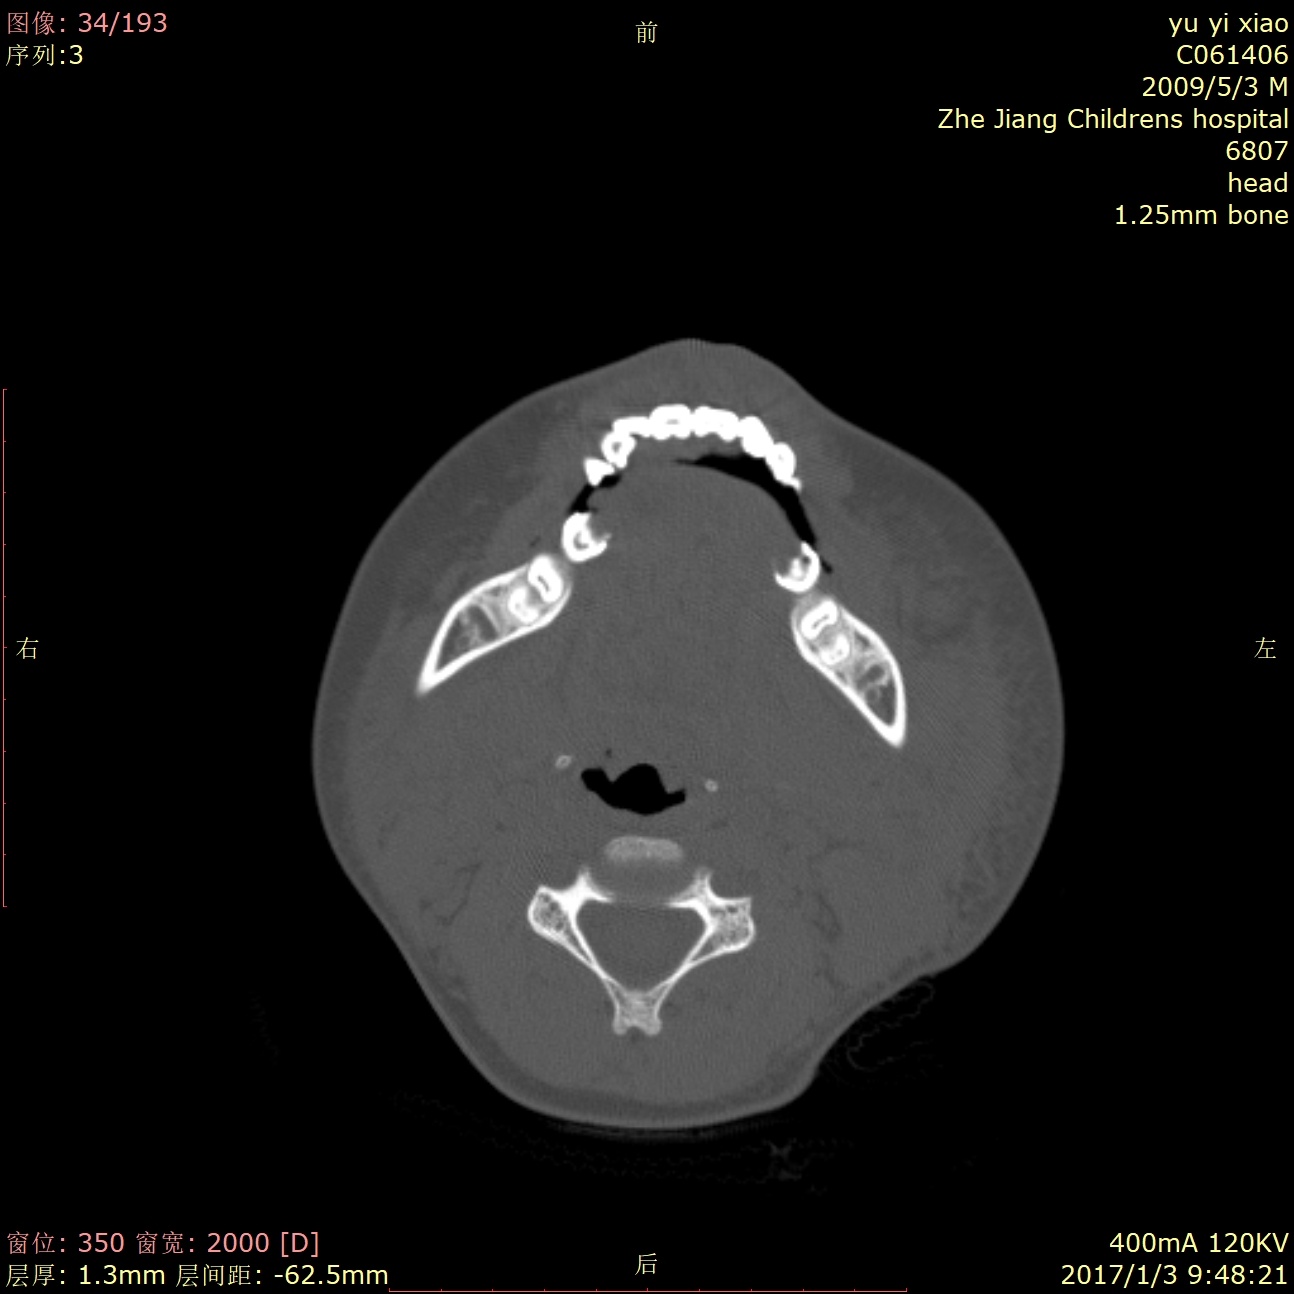 图像: 34/193
序列:3
前
yu yi xiao
C061406
2009/5/3 M
Zhe Jiang Childrens hospital
6807
head
1.25mm bone
右
左
窗位: 350 窗宽: 2000 [D]
层厚: 1.3mm 层间距: -62.5mm
后
400mA 120KV
2017/1/3 9:48:21